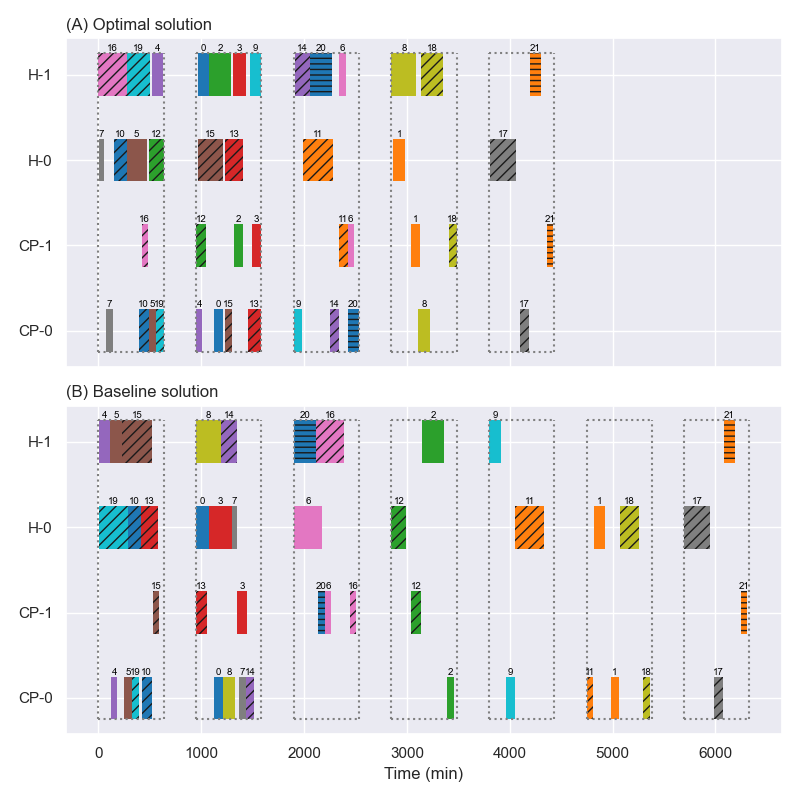 (A) Optimal solution
16 19 4 0 2 3 9 14 20 6 8 18 21
H-1
7 10 5 12 15 13 11 1 17
H-0
16 12 2 3 11 6 1 18 21
CP-1
7 10 5 19 4 0 15 13 9 14 20 8 17
CP-0
(B) Baseline solution
4 5 15 8 14 20 16 2 9 21
H-1
19 10 13 0 3 7 6 12 11 1 18 17
H-0
15 13 3 20 6 16 12 21
CP-1
4 5 19 10 0 8 7 14 2 9 11 1 18 17
CP-0
0 1000 2000 3000 4000 5000 6000
Time (min)